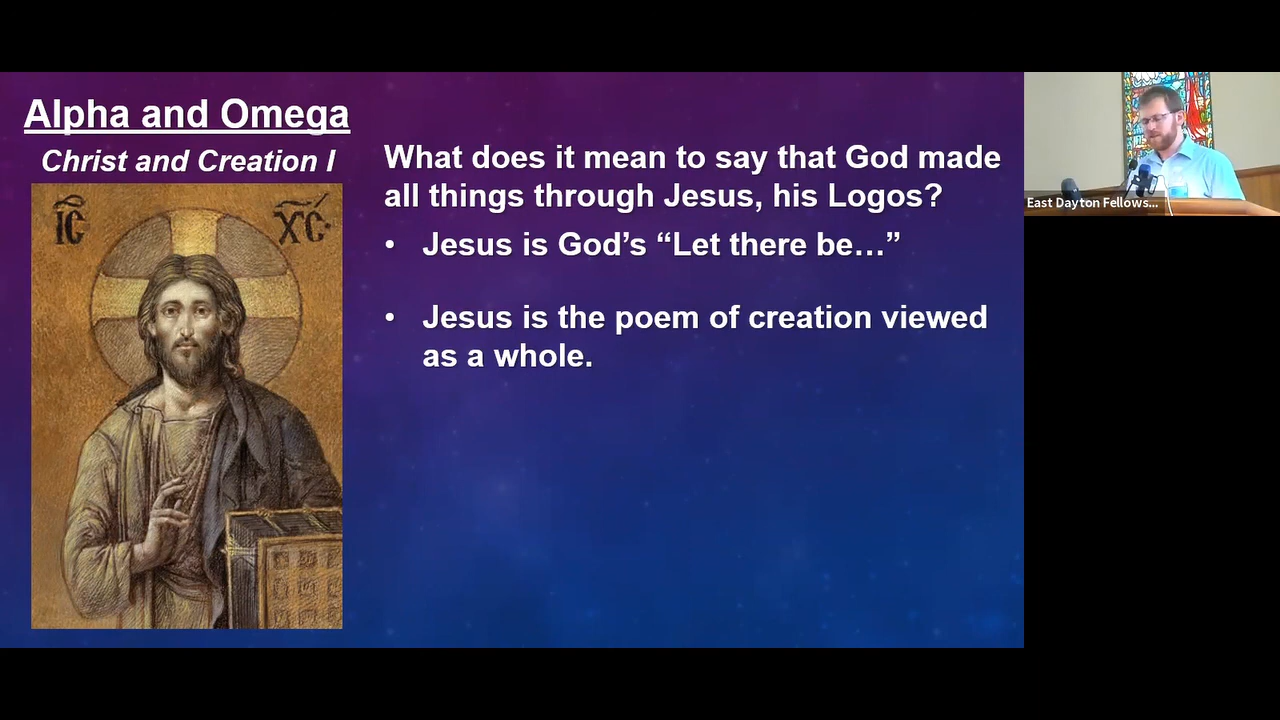 Alpha and Omega
Christ and Creation I
IC
XC
What does it mean to say that God made
all things through Jesus, his Logos?
• Jesus is God’s “Let there be…”
• Jesus is the poem of creation viewed
as a whole.
East Dayton Fellows...